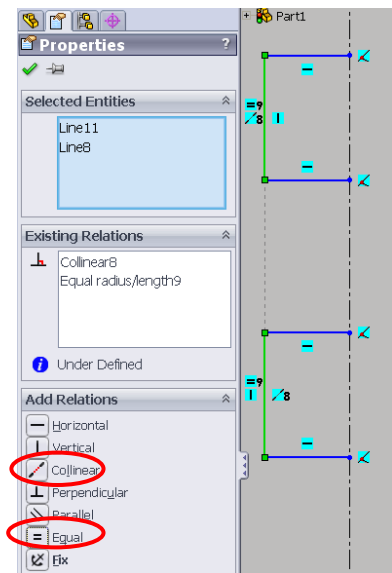 Part1
Properties
?
Selected Entities
Line11
Line8
Existing Relations
Collinear8
Equal radius/length9
Under Defined
Add Relations
Horizontal
Vertical
Collinear
Perpendicular
Parallel
Equal
Fix
=9
8
=9
8